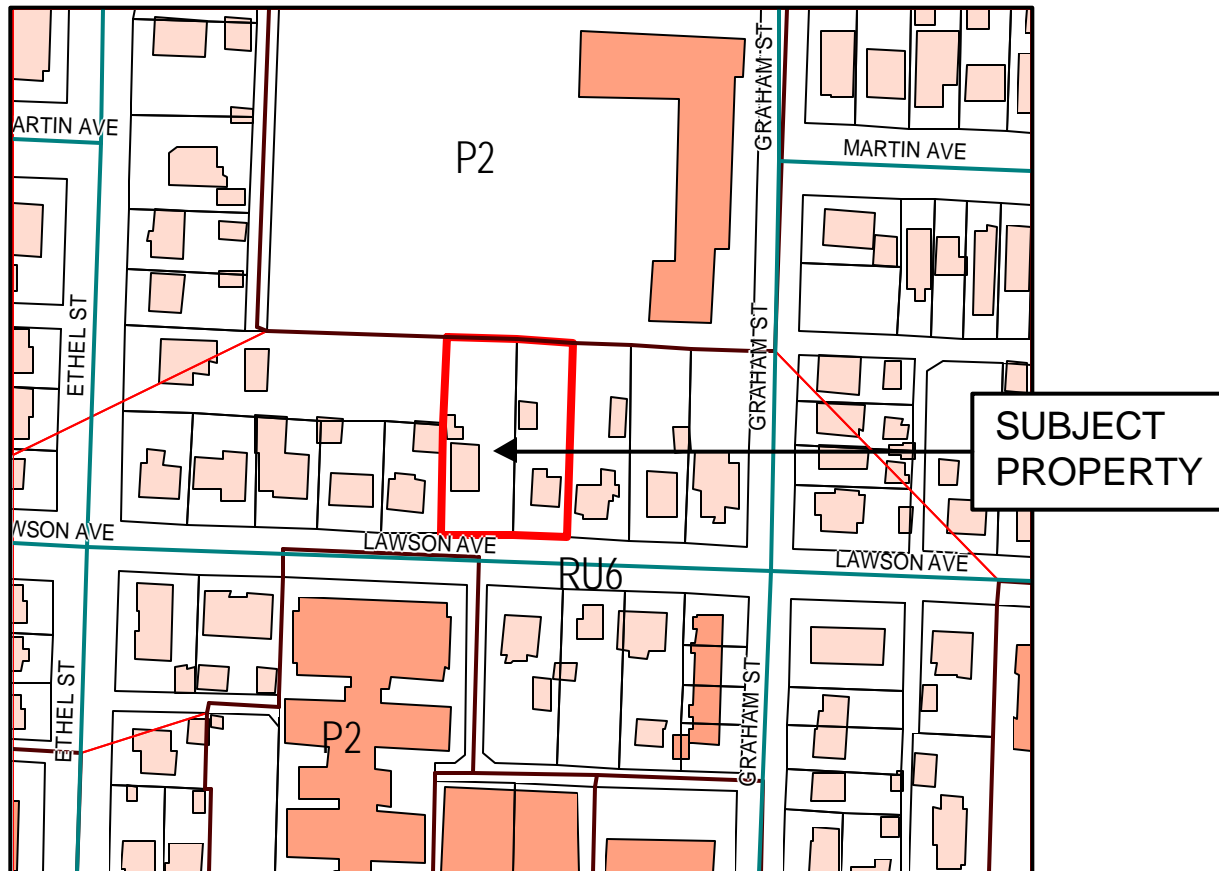 GRAHAM ST
ARTIN AVE
MARTIN AVE
P2
ETHEL ST
GRAHAM ST
SUBJECT
PROPERTY
WSON AVE
LAWSON AVE
LAWSON AVE
RU6
ETHEL ST
GRAHAM ST
P2